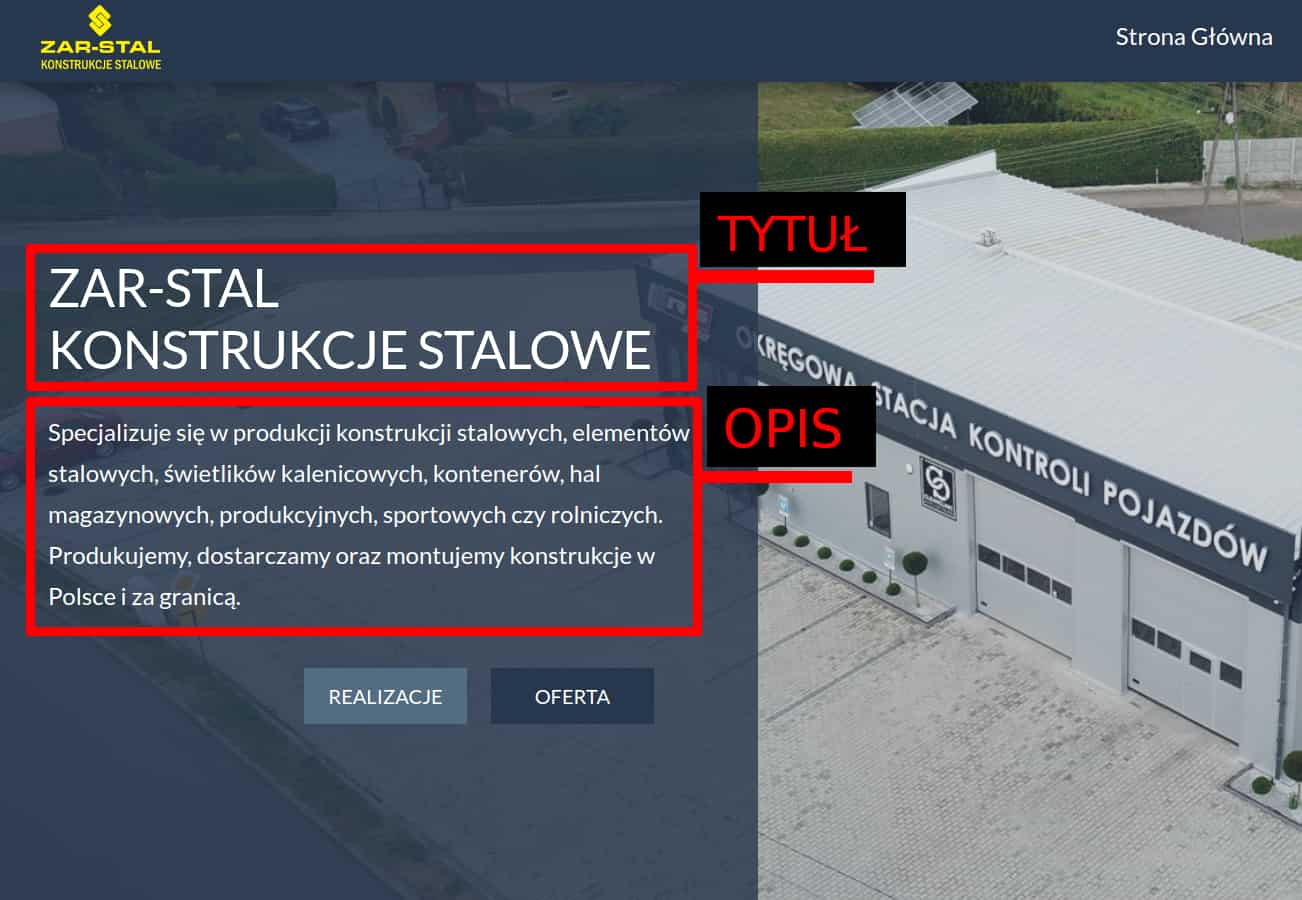 ZAR-STAL
KONSTRUKCJE STALOWE
Strona Główna
TYTUŁ
ZAR-STAL
KONSTRUKCJE STALOWE
OKRĘGOWA STACJA KONTROLI POJAZDÓW
OPIS
Specjalizuje się w produkcji konstrukcji stalowych, elementów
stalowych, świetlików kalenicowych, kontenerów, hal
magazynowych, produkcyjnych, sportowych czy rolniczych.
Produkujemy, dostarczamy oraz montujemy konstrukcje w
Polsce i za granicą.
REALIZACJE
OFERTA